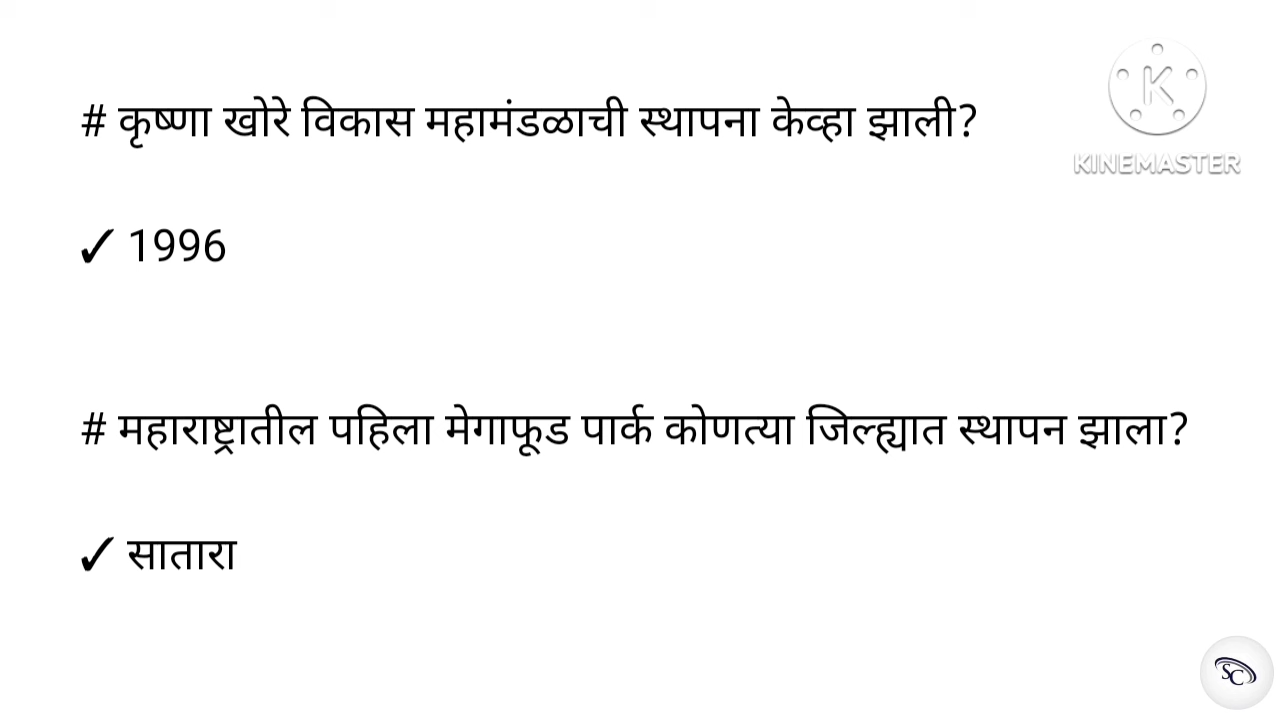 # कृष्णा खोरे विकास महामंडळाची स्थापना केव्हा झाली?
KINEMASTER
✓ 1996
# महाराष्ट्रातील पहिला मेगाफूड पार्क कोणत्या जिल्ह्यात स्थापन झाला?
✓ सातारा
SC